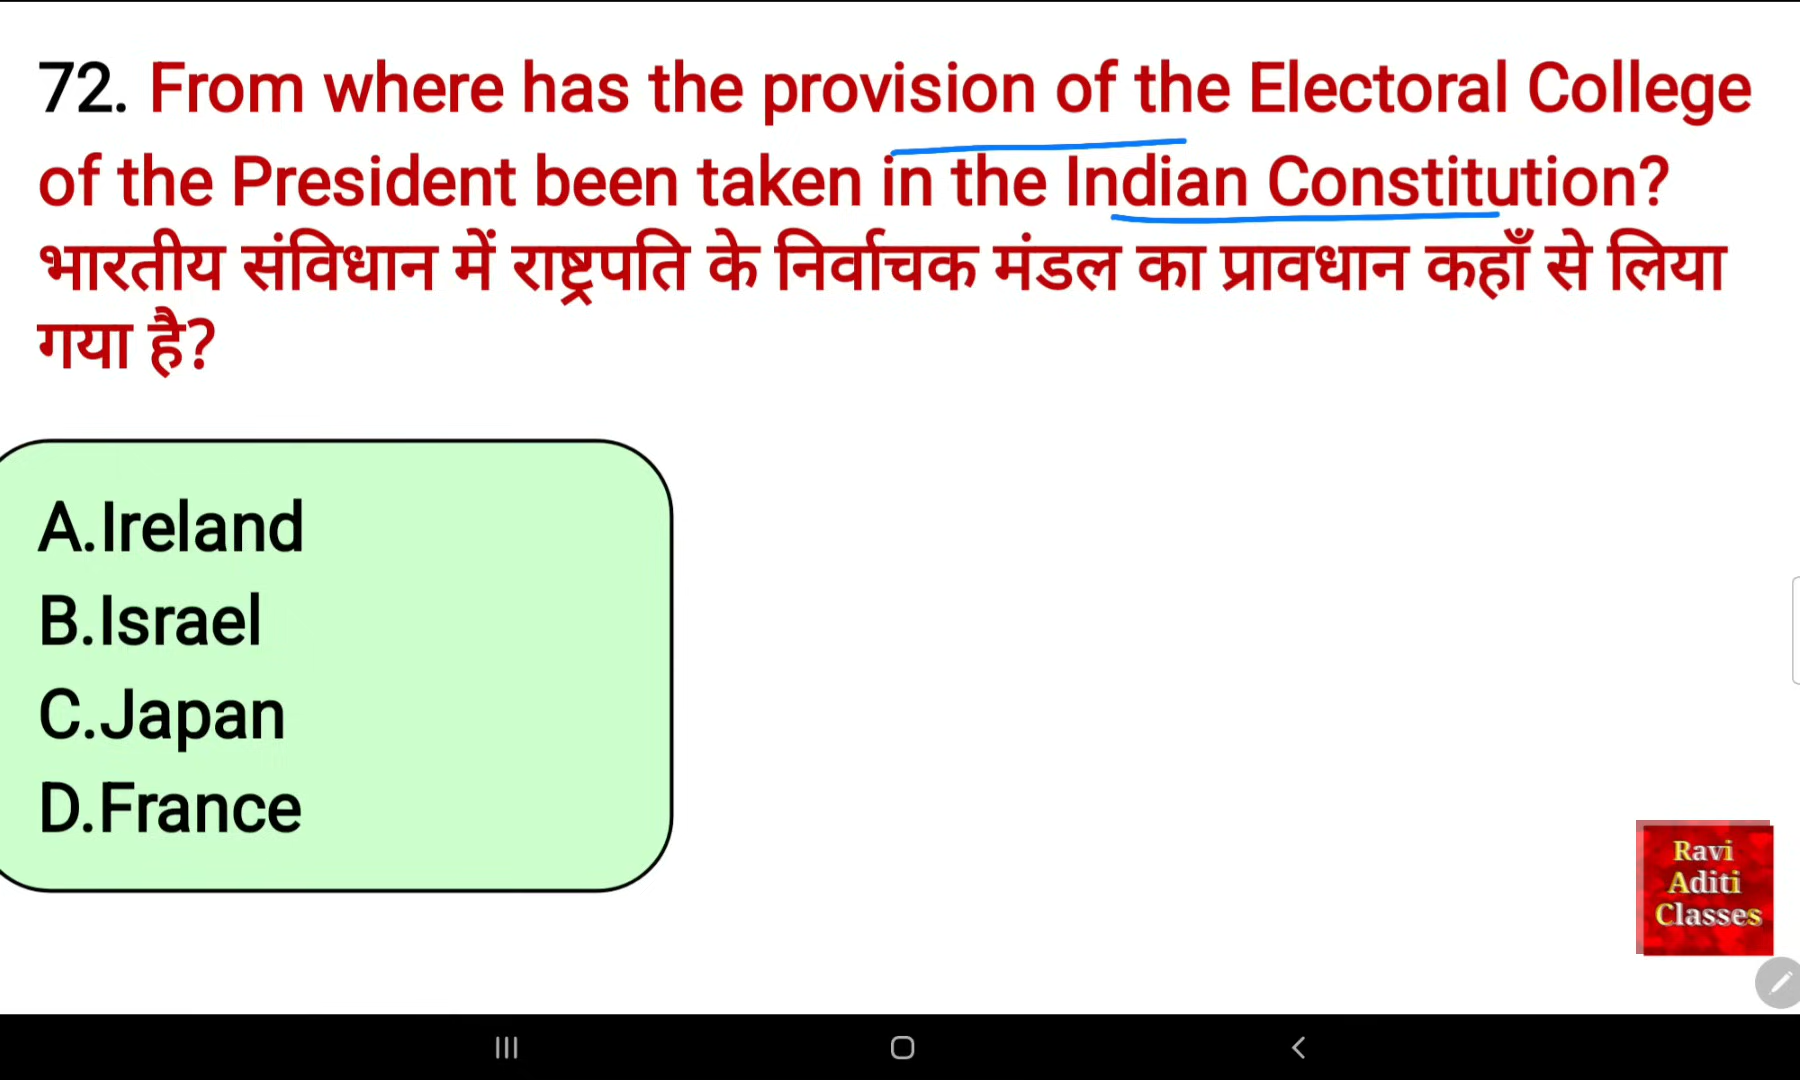 72. From where has the provision of the Electoral College
of the President been taken in the Indian Constitution?
भारतीय संविधान में राष्ट्रपति के निर्वाचक मंडल का प्रावधान कहाँ से लिया
गया है?
A.Ireland
B.Israel
C.Japan
D.France
Ravi
Aditi
Classes